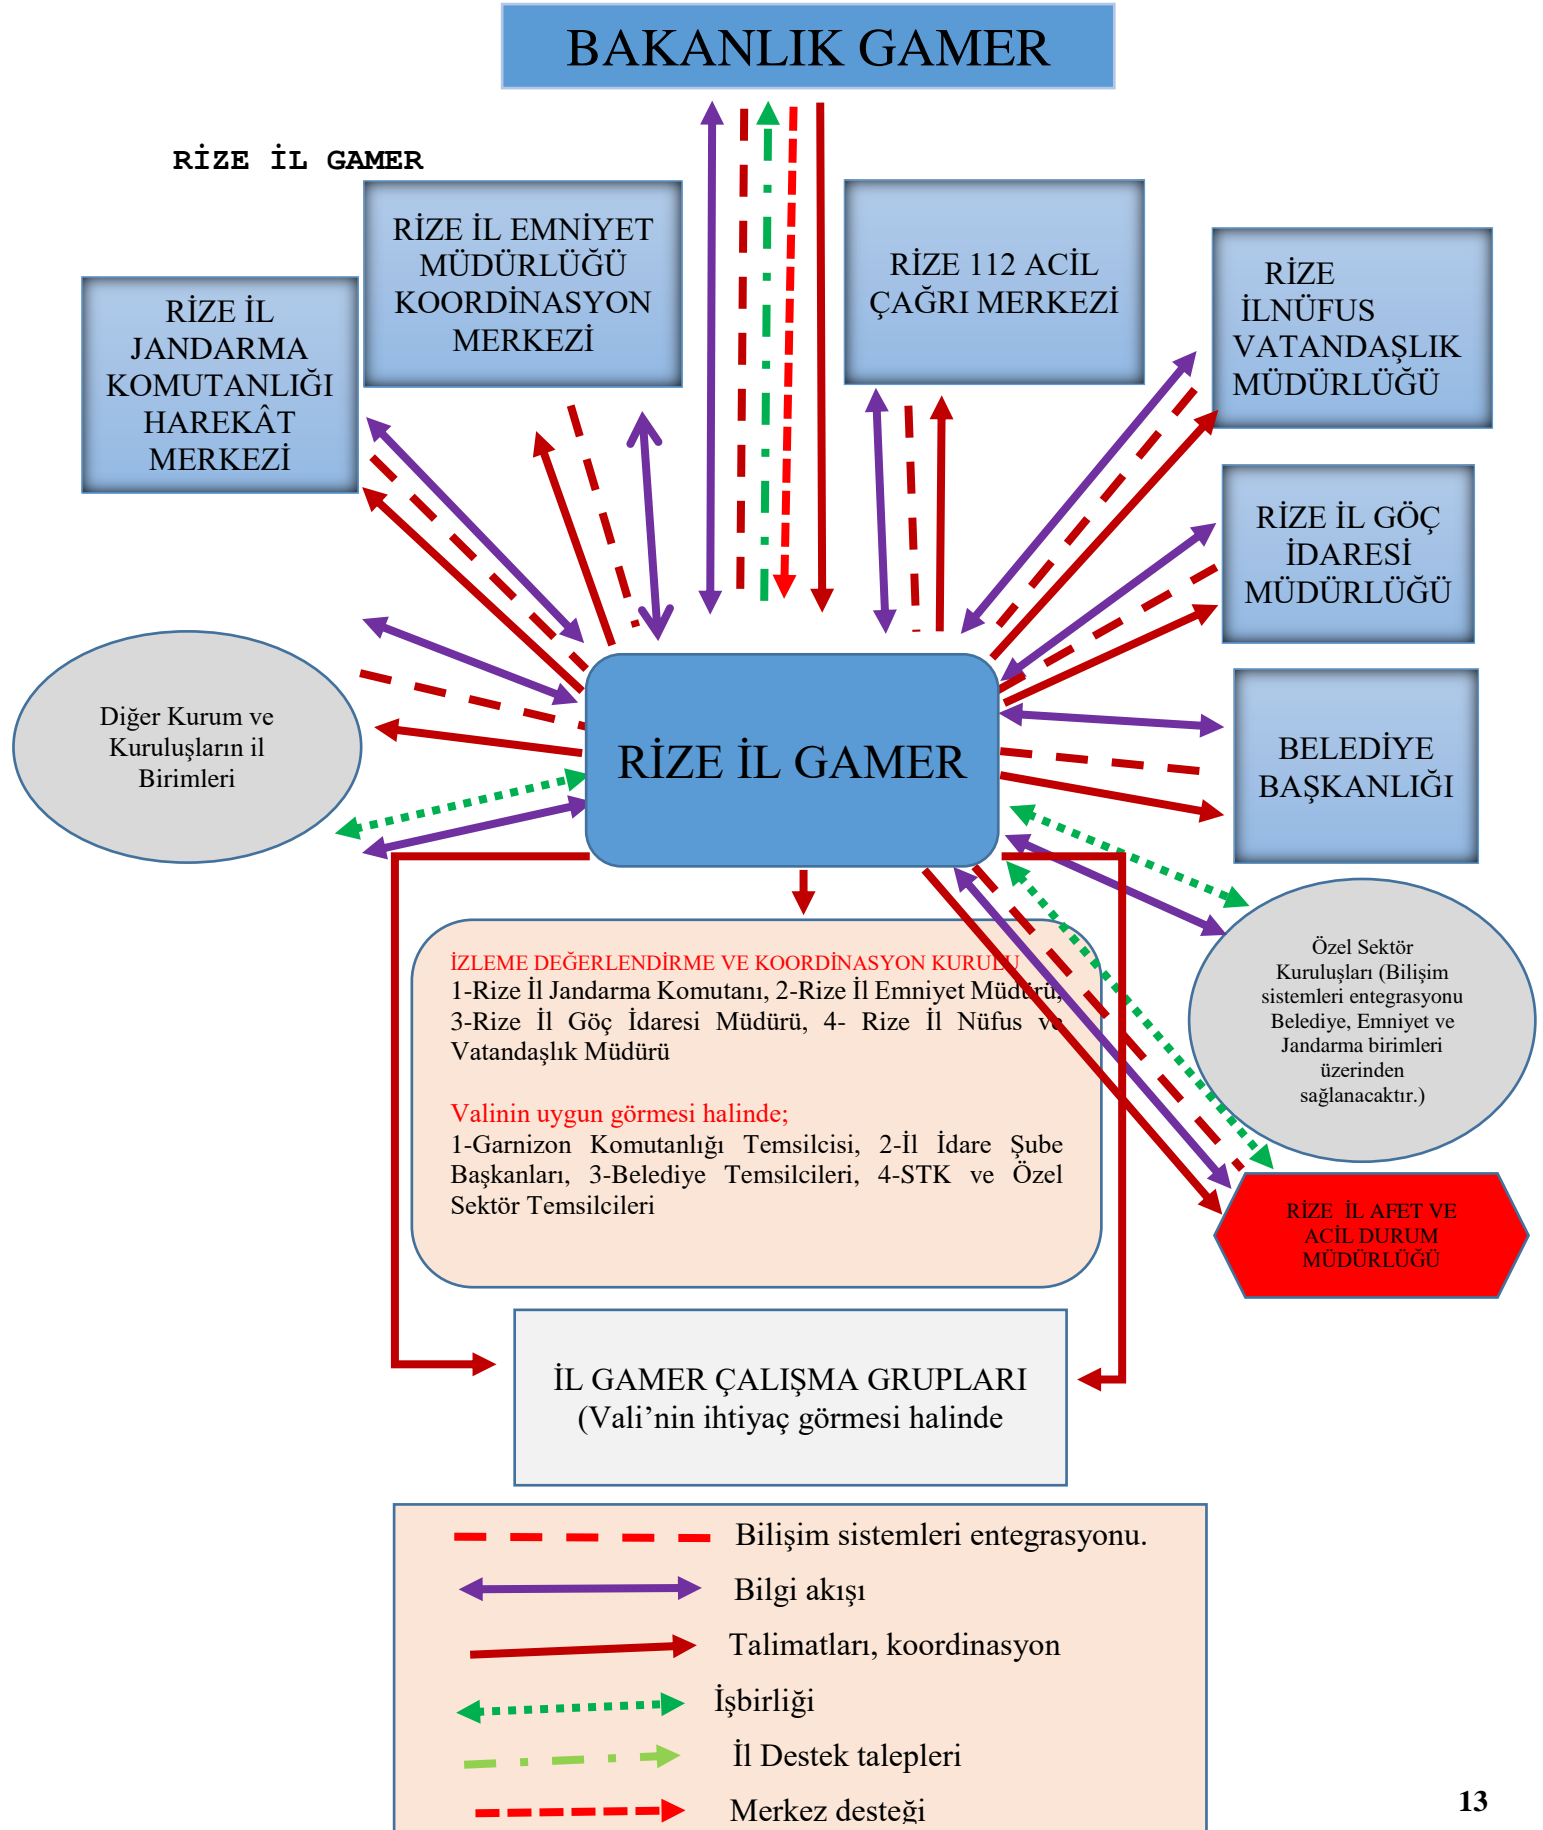 BAKANLIK GAMER
RİZE İL GAMER
RİZE İL EMNİYET
MÜDÜRLÜĞÜ
KOORDİNASYON
MERKEZİ
RİZE 112 ACİL
ÇAĞRI MERKEZİ
RİZE
İLNÜFUS
VATANDAŞLIK
MÜDÜRLÜĞÜ
RİZE İL
JANDARMA
KOMUTANLIĞI
HAREKÂT
MERKEZİ
RİZE İL GÖÇ
İDARESİ
MÜDÜRLÜĞÜ
Diğer Kurum ve
Kuruluşların il
Birimleri
RİZE İL GAMER
BELEDİYE
BAŞKANLIĞI
İZLEME DEĞERLENDİRME VE KOORDİNASYON KURULU
1-Rize İl Jandarma Komutanı, 2-Rize İl Emniyet Müdürü,
3-Rize İl Göç İdaresi Müdürü, 4- Rize İl Nüfus ve
Vatandaşlık Müdürü
Valinin uygun görmesi halinde;
1-Garnizon Komutanlığı Temsilcisi, 2-İl İdare Şube
Başkanları, 3-Belediye Temsilcileri, 4-STK ve Özel
Sektör Temsilcileri
Özel Sektör
Kuruluşları (Bilişim
sistemleri entegrasyonu
Belediye, Emniyet ve
Jandarma birimleri
üzerinden
sağlanacaktır.)
RİZE İL AFET VE
ACİL DURUM
MÜDÜRLÜĞÜ
İL GAMER ÇALIŞMA GRUPLARI
(Vali’nin ihtiyaç görmesi halinde
Bilişim sistemleri entegrasyonu.
Bilgi akışı
Talimatları, koordinasyon
İşbirliği
İl Destek talepleri
Merkez desteği
13